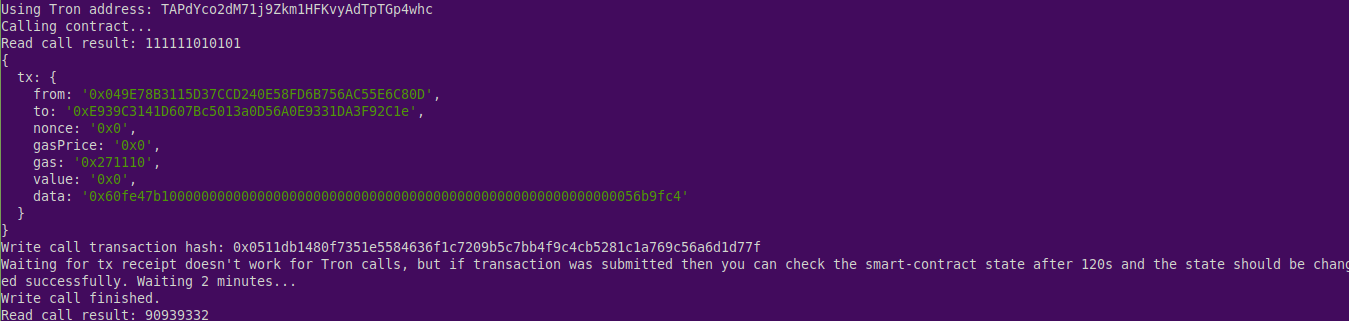 Using Tron address: TAPdYco2dM71j9Zkm1HFKvyAdTpTGp4whc
Calling contract...
Read call result: 111111010101
{
  tx: {
    from: '0x049E78B3115D37CCD240E58FD6B756AC55E6C80D',
    to: '0xE939C3141D607Bc5013a0D56A0E9331DA3F92C1e',
    nonce: '0x0',
    gasPrice: '0x0',
    gas: '0x271110',
    value: '0x0',
    data: '0x60fe47b100000000000000000000000000000000000000000000000000000000056b9fc4'
  }
}
Write call transaction hash: 0x0511db1480f7351e5584636f1c7209b5c7bb4f9c4cb5281c1a769c56a6d1d77f
Waiting for tx receipt doesn't work for Tron calls, but if transaction was submitted then you can check the smart-contract state after 120s and the state should be chang
ed successfully. Waiting 2 minutes...
Write call finished.
Read call result: 90939332